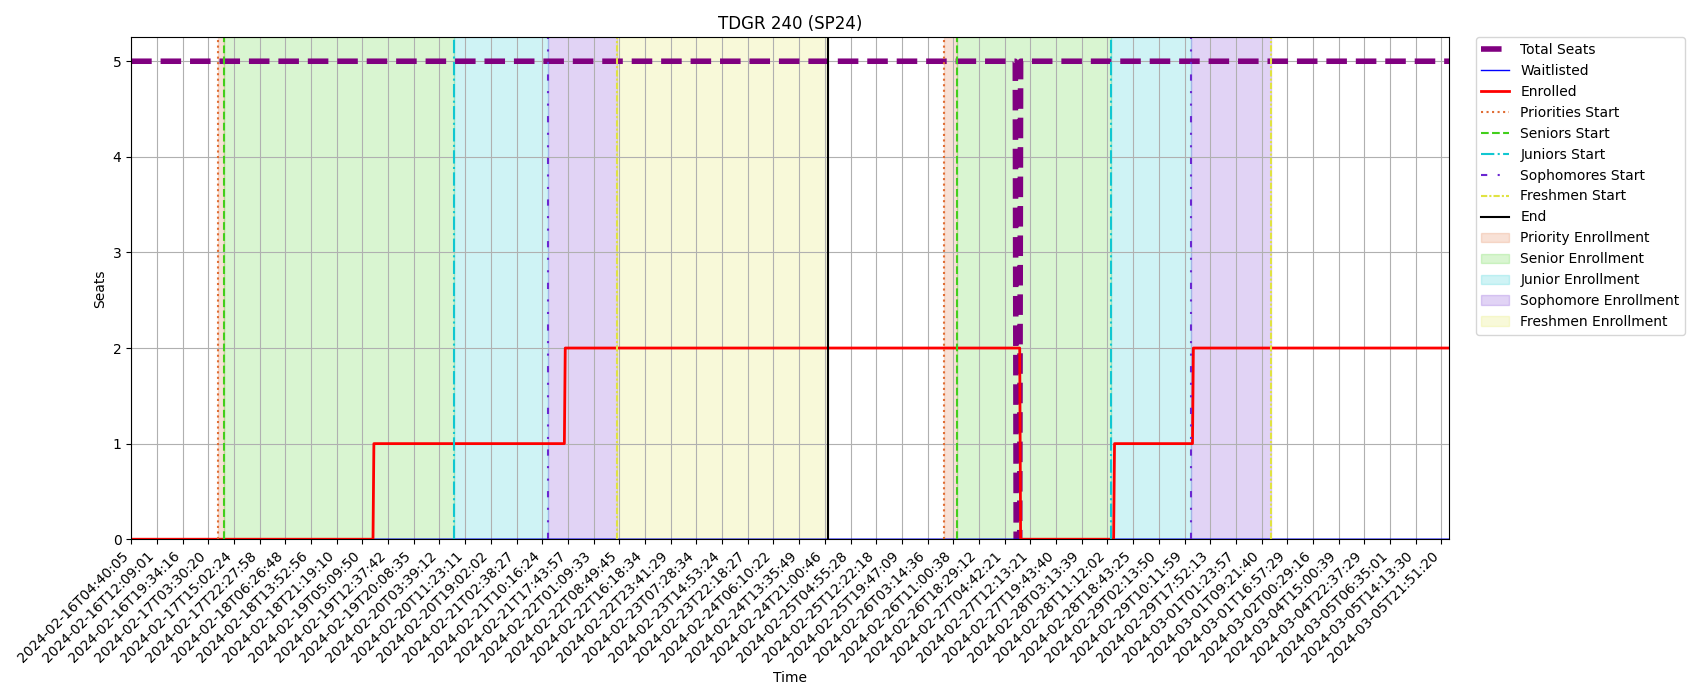 TDGR 240 (SP24)
Seats
5
4
3
2
1
0
2024-02-16T04:40:05
2024-02-16T12:09:01
2024-02-16T19:34:16
2024-02-17T03:30:20
2024-02-17T15:02:24
2024-02-17T22:27:58
2024-02-18T06:26:48
2024-02-18T13:52:56
2024-02-18T21:19:10
2024-02-19T05:09:50
2024-02-19T12:37:42
2024-02-19T20:08:35
2024-02-20T03:39:12
2024-02-20T11:23:11
2024-02-20T19:02:02
2024-02-21T02:38:27
2024-02-21T10:16:24
2024-02-21T17:43:57
2024-02-22T01:09:33
2024-02-22T08:49:45
2024-02-22T16:18:34
2024-02-22T23:41:29
2024-02-23T07:28:34
2024-02-23T14:53:24
2024-02-23T22:18:27
2024-02-24T06:10:22
2024-02-24T13:35:49
2024-02-24T21:00:46
2024-02-25T04:55:28
2024-02-25T12:22:18
2024-02-25T19:47:09
2024-02-26T03:14:36
2024-02-26T11:00:38
2024-02-26T18:29:12
2024-02-27T04:42:21
2024-02-27T12:13:21
2024-02-27T19:43:40
2024-02-28T03:13:39
2024-02-28T11:12:02
2024-02-28T18:43:25
2024-02-29T02:13:50
2024-02-29T10:11:59
2024-02-29T17:52:13
2024-03-01T01:23:57
2024-03-01T09:21:40
2024-03-01T16:57:29
2024-03-02T00:29:16
2024-03-04T15:00:39
2024-03-04T22:37:29
2024-03-05T06:35:01
2024-03-05T14:13:30
2024-03-05T21:51:20
Time
Total Seats
Waitlisted
Enrolled
Priorities Start
Seniors Start
Juniors Start
Sophomores Start
Freshmen Start
End
Priority Enrollment
Senior Enrollment
Junior Enrollment
Sophomore Enrollment
Freshmen Enrollment